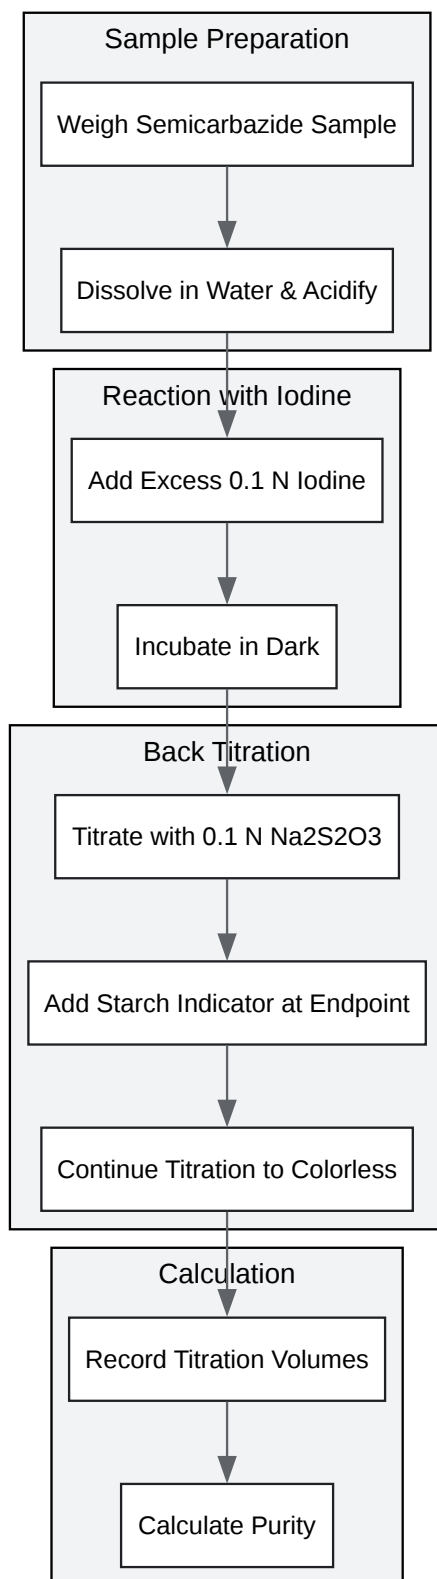 Sample Preparation
Weigh Semicarbazide Sample
Dissolve in Water & Acidify
Reaction with Iodine
Add Excess 0.1 N Iodine
Incubate in Dark
Back Titration
Titrate with 0.1 N Na2S2O3
Add Starch Indicator at Endpoint
Continue Titration to Colorless
Calculation
Record Titration Volumes
Calculate Purity